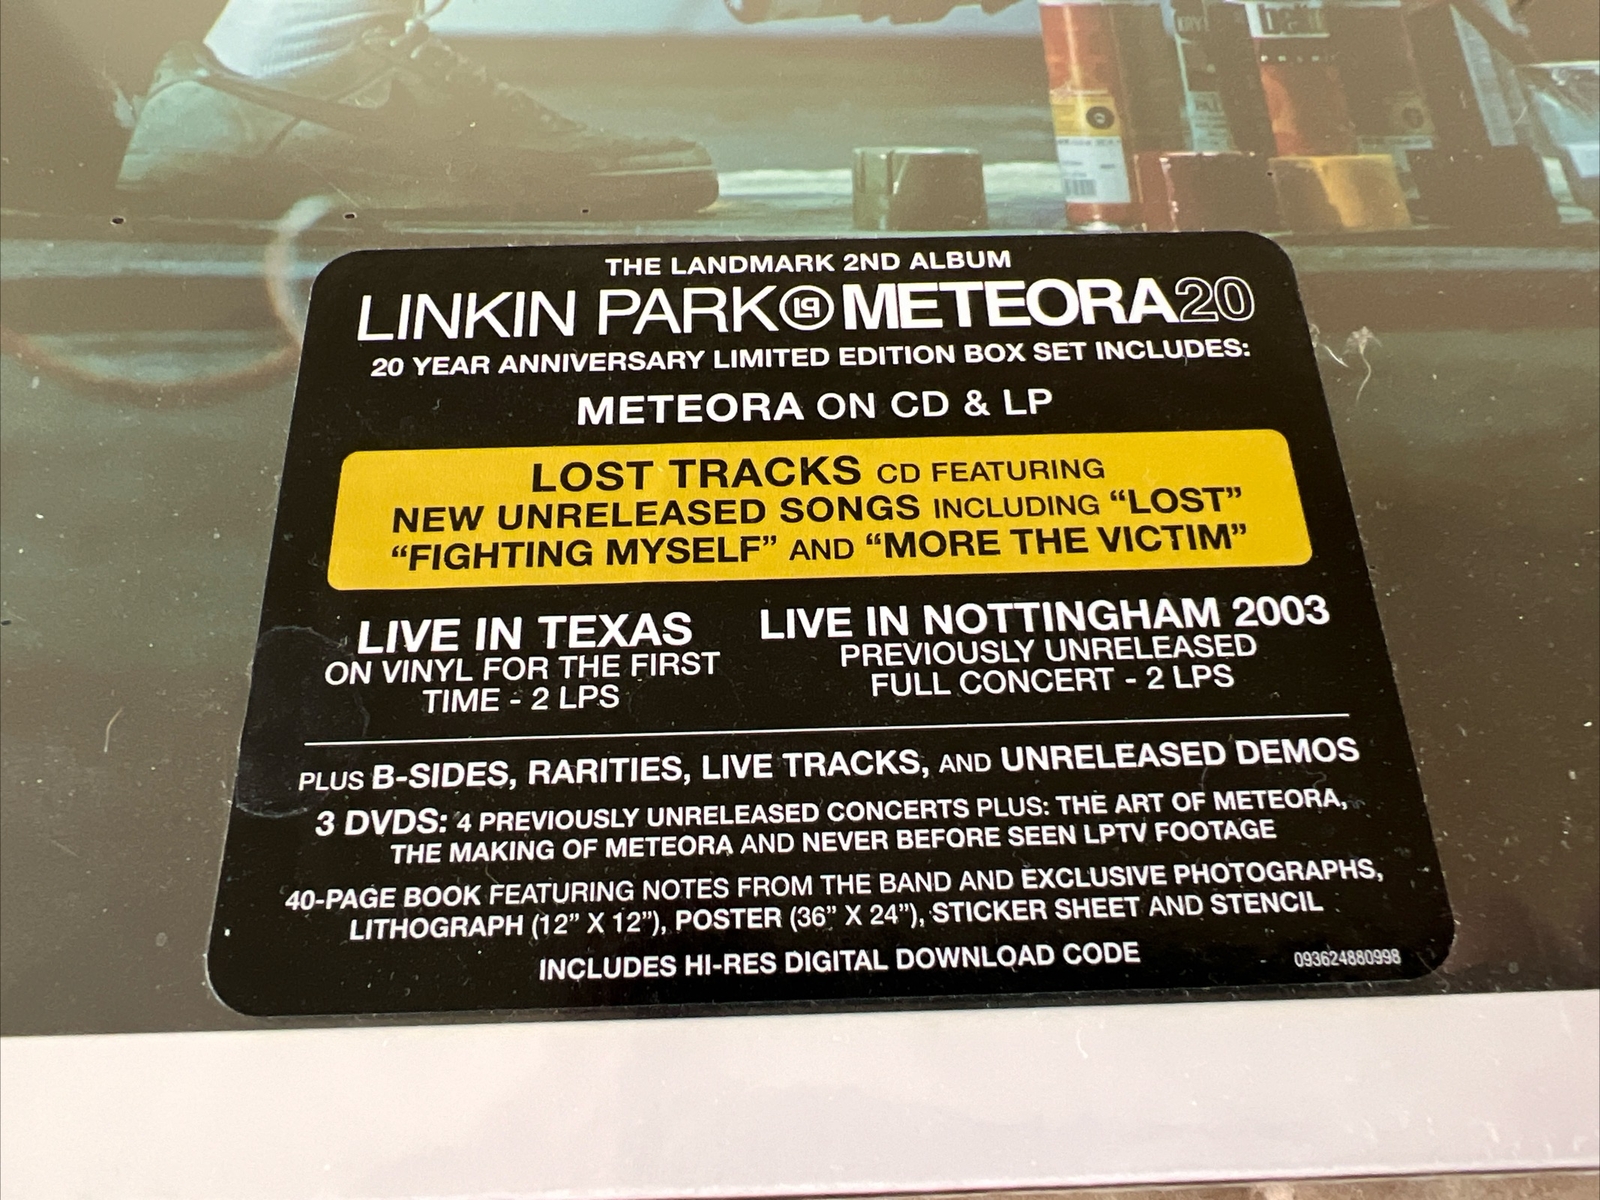 THE LANDMARK 2ND ALBUM
LINKIN PARK LP METEORA20
20 YEAR ANNIVERSARY LIMITED EDITION BOX SET INCLUDES:
METEORA ON CD & LP
LOST TRACKS CD FEATURING
NEW UNRELEASED SONGS INCLUDING “LOST”
“FIGHTING MYSELF” AND “MORE THE VICTIM”
LIVE IN TEXAS
ON VINYL FOR THE FIRST
TIME - 2 LPS
LIVE IN NOTTINGHAM 2003
PREVIOUSLY UNRELEASED
FULL CONCERT - 2 LPS
PLUS B-SIDES, RARITIES, LIVE TRACKS, AND UNRELEASED DEMOS
3 DVDS: 4 PREVIOUSLY UNRELEASED CONCERTS PLUS: THE ART OF METEORA,
THE MAKING OF METEORA AND NEVER BEFORE SEEN LPTV FOOTAGE
40-PAGE BOOK FEATURING NOTES FROM THE BAND AND EXCLUSIVE PHOTOGRAPHS,
LITHOGRAPH (12” X 12”), POSTER (36” X 24”), STICKER SHEET AND STENCIL
INCLUDES HI-RES DIGITAL DOWNLOAD CODE
093624880998